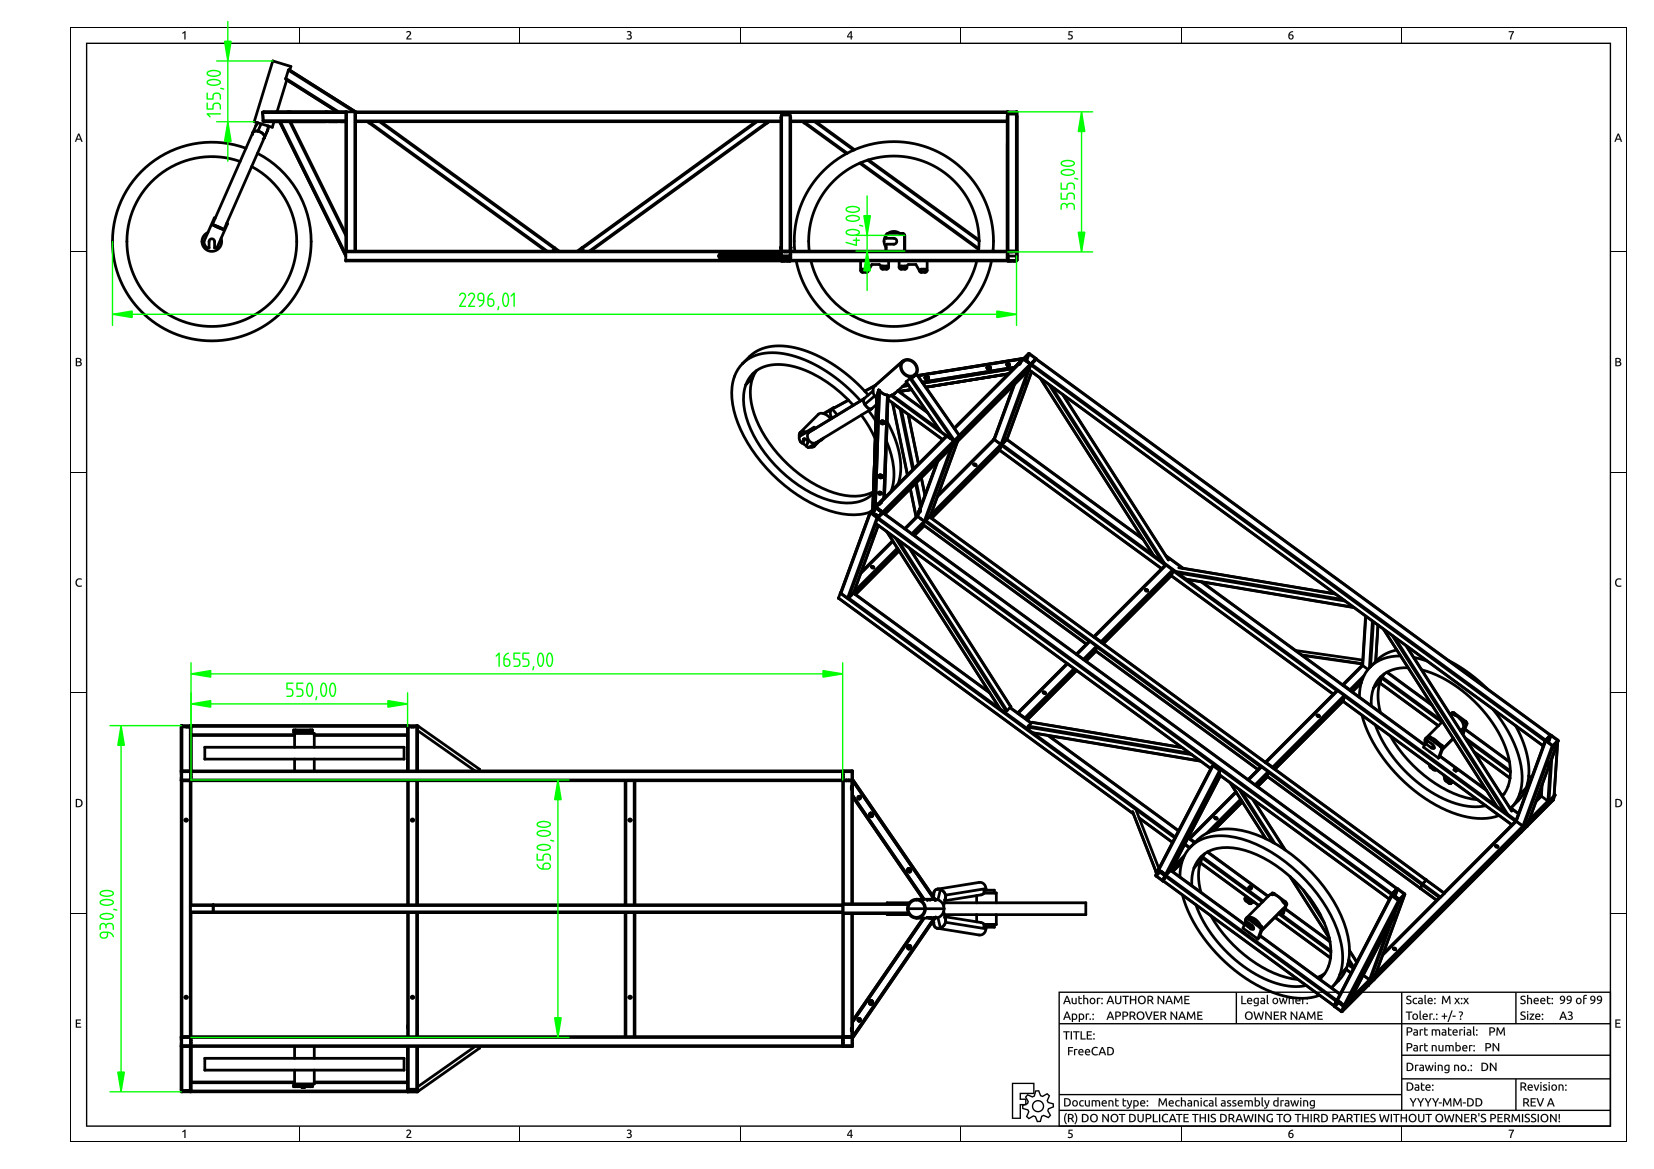 1 2 3 4 5 6 7
155,00
A A
355,00
40,00
2296,01
B B
C C
1655,00
550,00
D D
650,00
930,00
E E
Author: AUTHOR NAME Legal owner: Scale: M x:x Sheet: 99 of 99
Appr.: APPROVER NAME OWNER NAME Toler.: +/- ? Size: A3
TITLE: Part material: PM
FreeCAD Part number: PN
Drawing no.: DN
Date: Revision:
Document type: Mechanical assembly drawing YYYY-MM-DD REV A
(R) DO NOT DUPLICATE THIS DRAWING TO THIRD PARTIES WITHOUT OWNER'S PERMISSION!
1 2 3 4 5 6 7